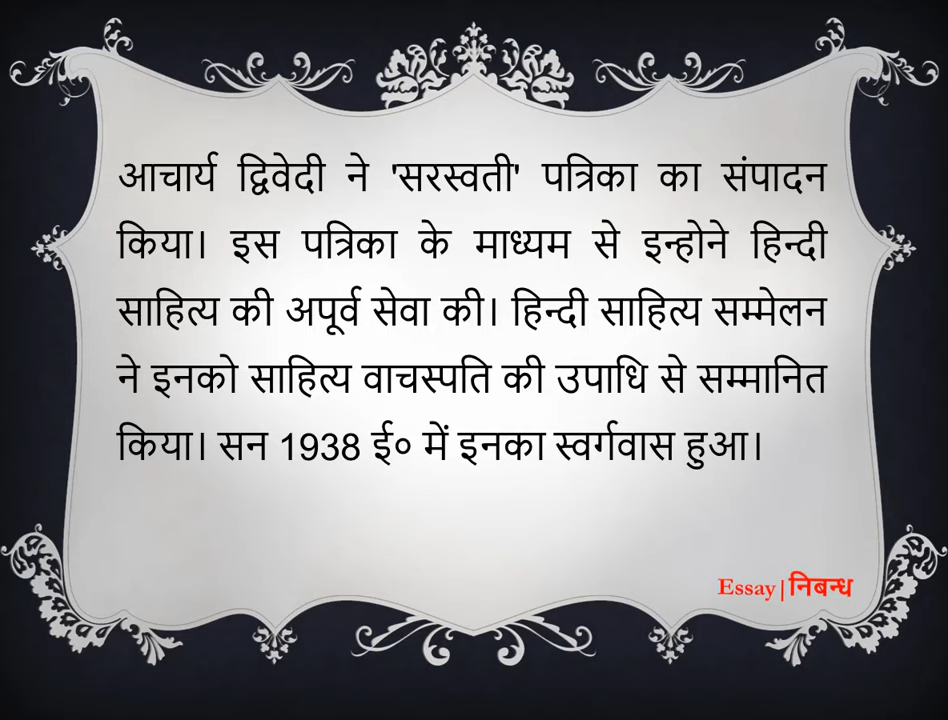 आचार्य द्विवेदी ने 'सरस्वती' पत्रिका का संपादन
किया। इस पत्रिका के माध्यम से इन्होने हिन्दी
साहित्य की अपूर्व सेवा की। हिन्दी साहित्य सम्मेलन
ने इनको साहित्य वाचस्पति की उपाधि से सम्मानित
किया। सन 1938 ई० में इनका स्वर्गवास हुआ।
Essay|निबन्ध